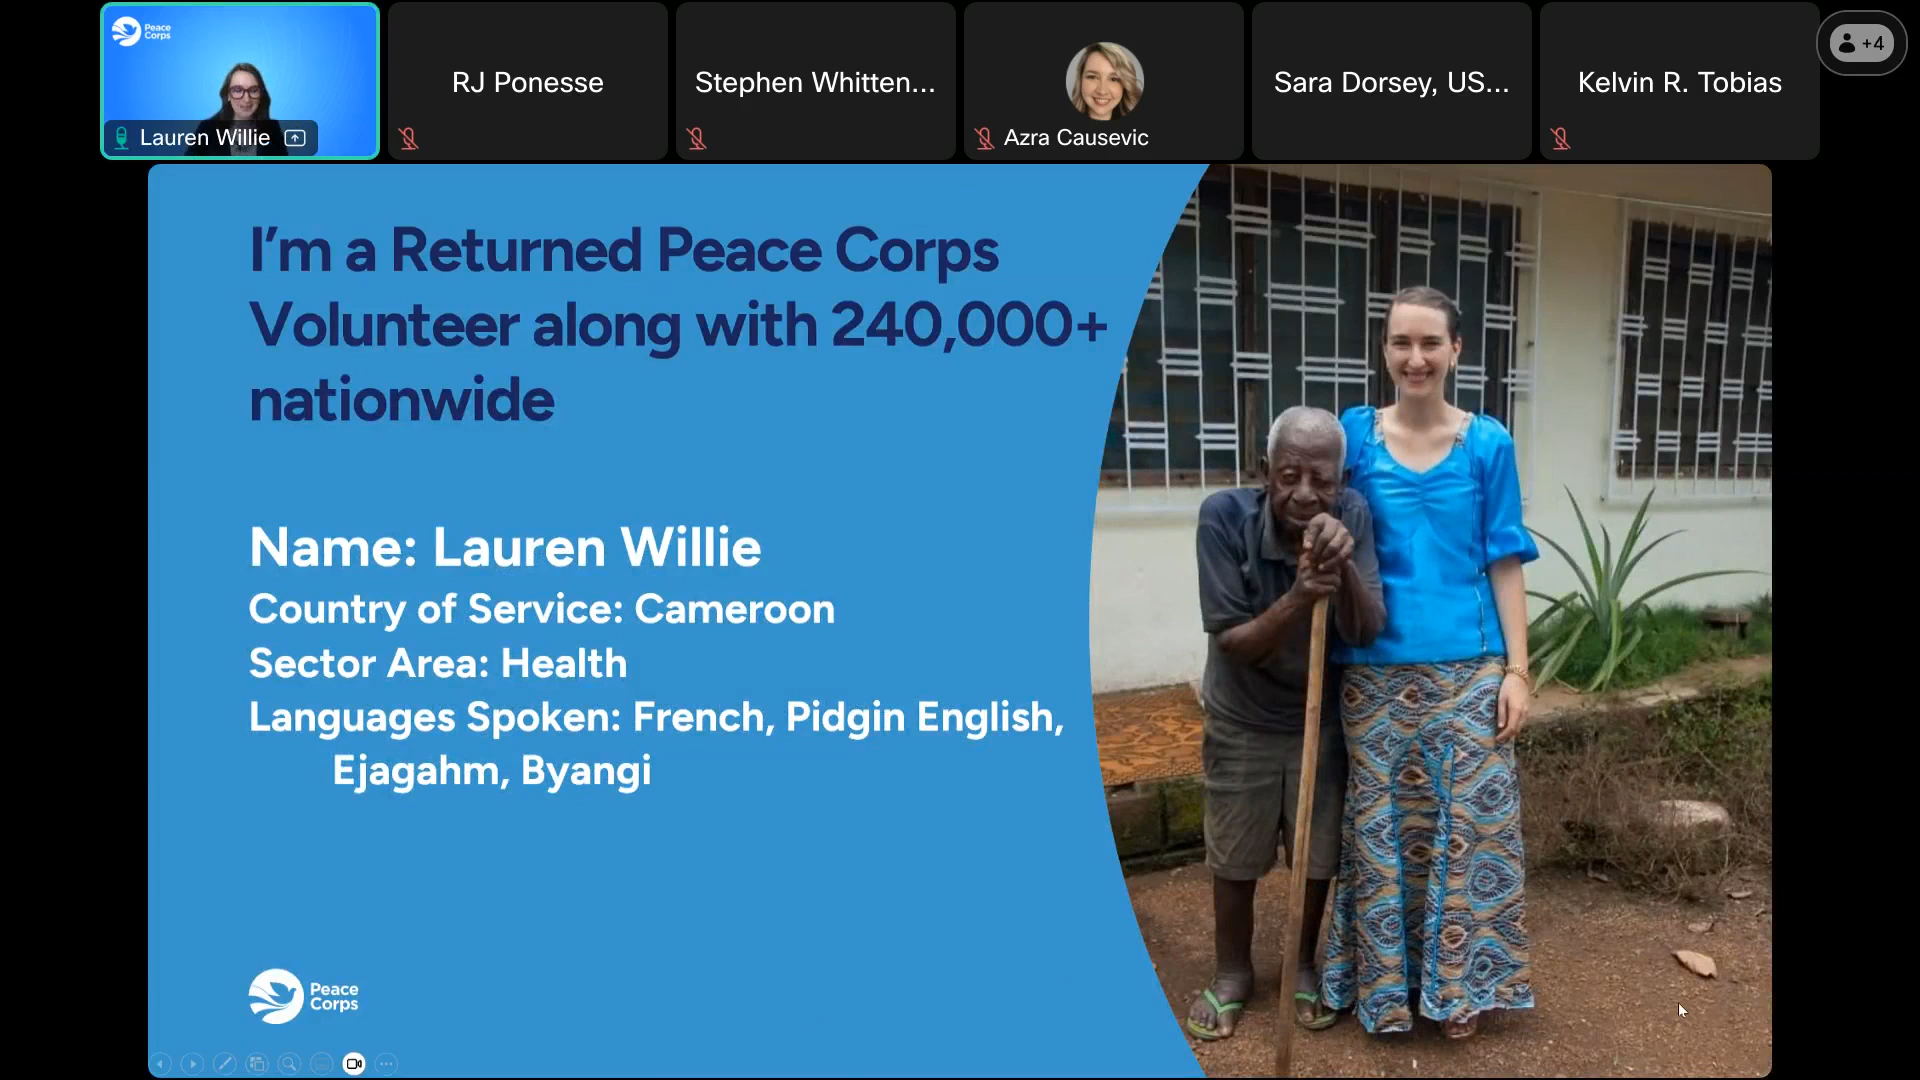 Peace
Corps
Lauren Willie
RJ Ponesse
Stephen Whitten...
Azra Causevic
Sara Dorsey, US...
Kelvin R. Tobias
+4
I’m a Returned Peace Corps
Volunteer along with 240,000+
nationwide
Name: Lauren Willie
Country of Service: Cameroon
Sector Area: Health
Languages Spoken: French, Pidgin English,
Ejagahm, Byangi
Peace
Corps